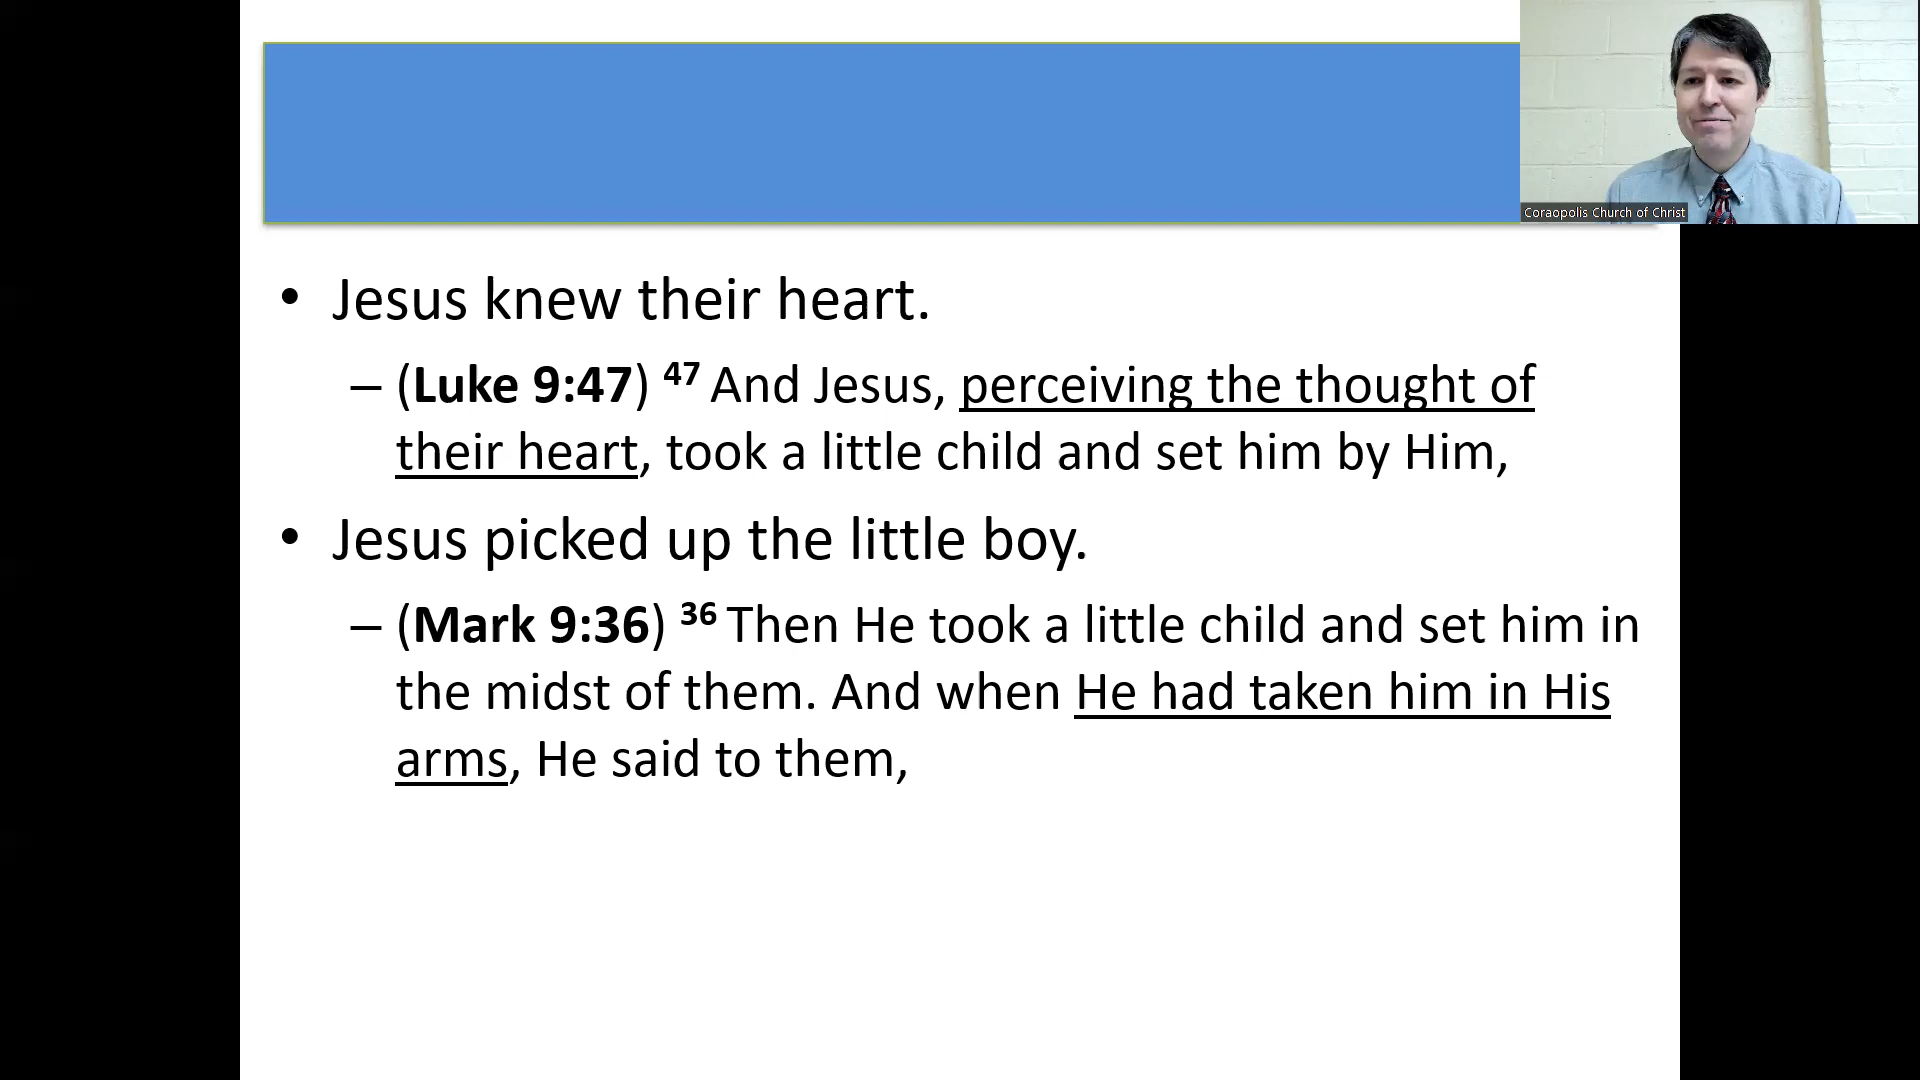 Coraopolis Church of Christ
• Jesus knew their heart.
– (Luke 9:47) 47 And Jesus, perceiving the thought of
their heart, took a little child and set him by Him,
• Jesus picked up the little boy.
– (Mark 9:36) 36 Then He took a little child and set him in
the midst of them. And when He had taken him in His
arms, He said to them,